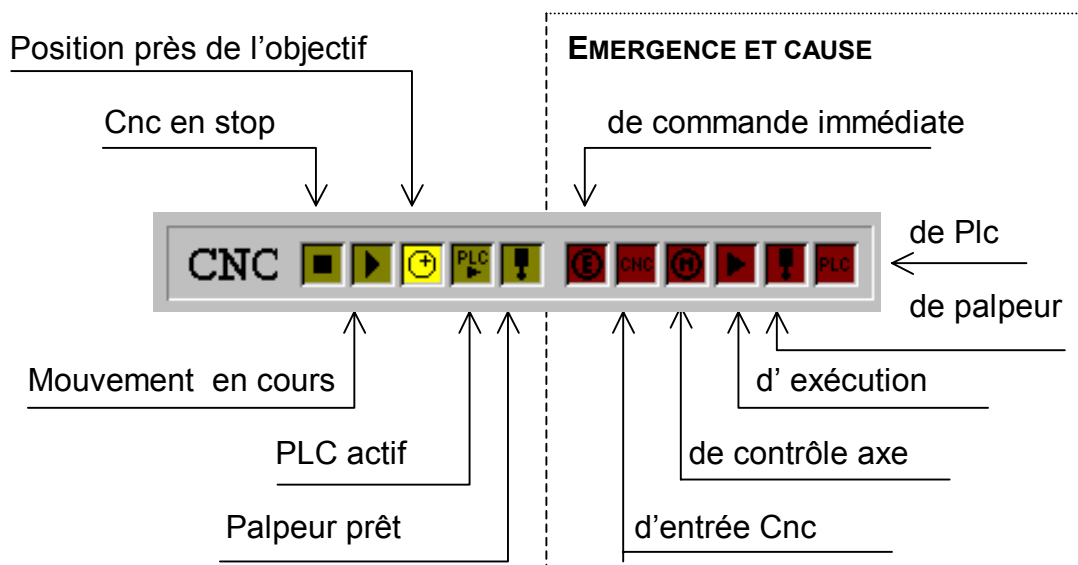 Position près de l’objectif
EMERGENCE ET CAUSE
Cnc en stop
de commande immédiate
CNC
PLC
E
CNC
M
PLC
de Plc
de palpeur
Mouvement en cours
d’ exécution
PLC actif
de contrôle axe
Palpeur prêt
d’entrée Cnc